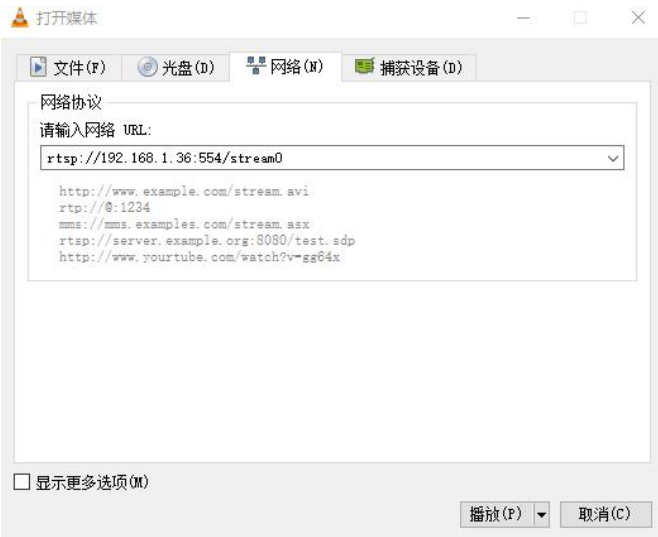 打开媒体
文件(F) 光盘(D) 网络(N) 捕获设备(D)
网络协议
请输入网络 URL:
rtsp://192.168.1.36:554/stream0
http://www.example.com/stream.avi
rtp://@:1234
mms://mms.examples.com/stream.asx
rtsp://server.example.org:8080/test.sdp
http://www.yourtube.com/watch?v=gg64x
显示更多选项(M)
播放(P) 取消(C)